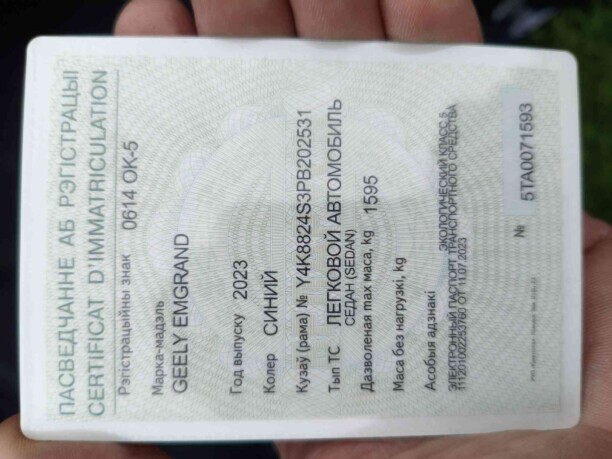 ПАСВЕДЧАННЕ АБ РЭГІСТРАЦЫІ
CERTIFICAT D'IMMATRICULATION
Рэгістрацыйны знак 0614 OK-5
Марка-мадэль
GEELY EMGRAND
Год выпуску 2023
Колер СИНИЙ
Кузаў (рама) № Y4K8824S3PB202531
Тып ТС ЛЕГКОВОЙ АВТОМОБИЛЬ
СЕДАН (SEDAN)
Дазволеная max маса, kg 1595
Маса без нагрузкі, kg
Асобыя адзнакі
ЭКОЛОГИЧЕСКИЙ КЛАСС 5
ЭЛЕКТРОННЫЙ ПАСПОРТ ТРАНСПОРТНОГО СРЕДСТВА
ОТ 11.07.2023
№ 5TA0071593